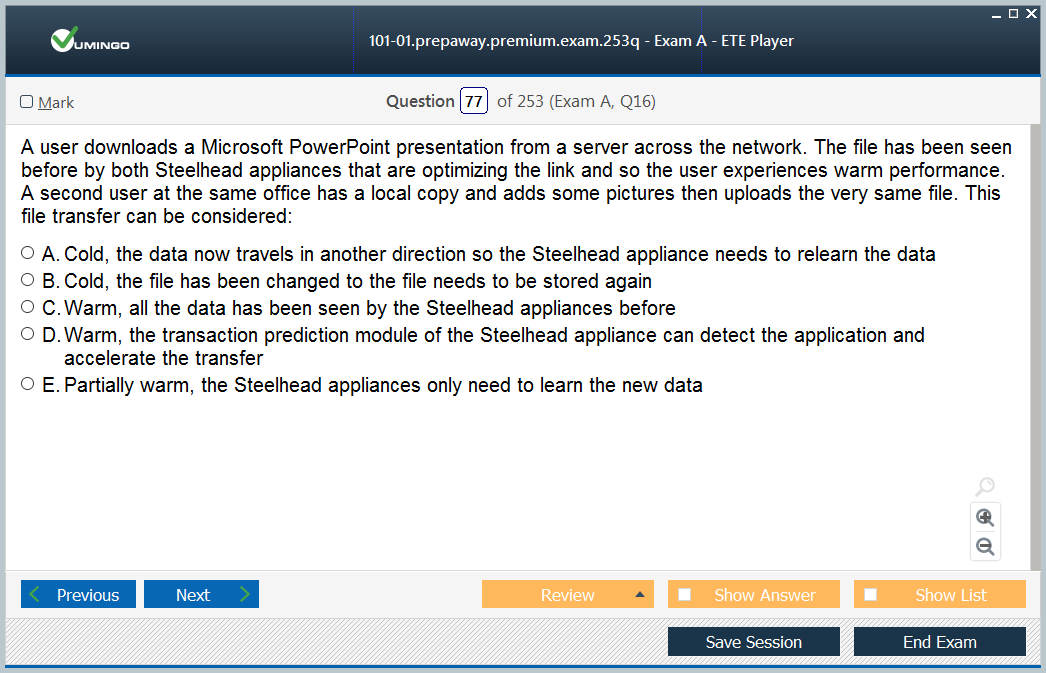 VUMINGO
101-01.prepaway.premium.exam.253q - Exam A - ETE Player
Mark
Question 77 of 253 (Exam A, Q16)
A user downloads a Microsoft PowerPoint presentation from a server across the network. The file has been seen
before by both Steelhead appliances that are optimizing the link and so the user experiences warm performance.
A second user at the same office has a local copy and adds some pictures then uploads the very same file. This
file transfer can be considered:
A. Cold, the data now travels in another direction so the Steelhead appliance needs to relearn the data
B. Cold, the file has been changed to the file needs to be stored again
C. Warm, all the data has been seen by the Steelhead appliances before
D. Warm, the transaction prediction module of the Steelhead appliance can detect the application and
accelerate the transfer
E. Partially warm, the Steelhead appliances only need to learn the new data
Previous
Next
Review
Show Answer
Show List
Save Session
End Exam